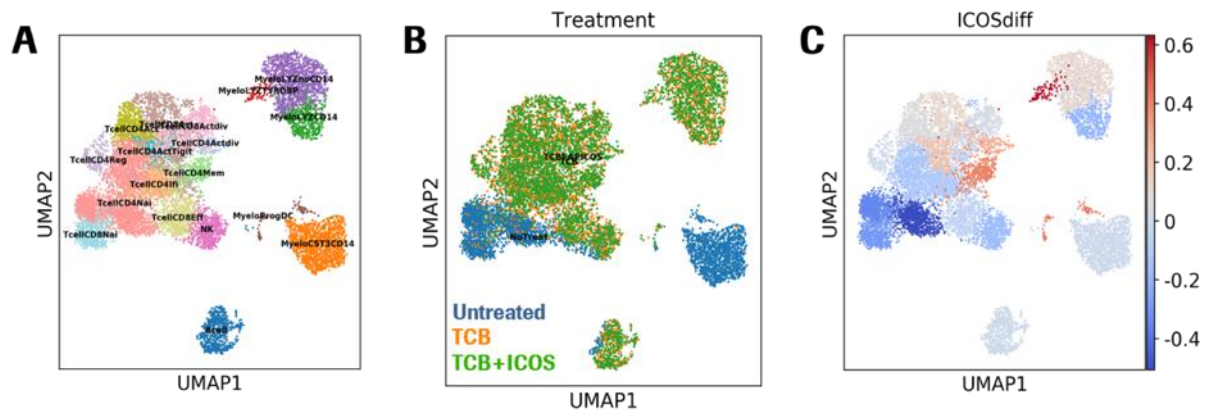 A
UMAP2
UMAP1
MyeloLYZnoCD14
MyeloLYZTYROBP
MyeloLYZCD14
TcellCD4Act
TcellCD8Actdiv
TcellCD4Actdiv
TcellCD4ActTigit
TcellCD4Reg
TcellCD4Mem
TcellCD4Ifi
TcellCD4Nai
TcellCD8Eff
MyeloProgDC
TcellCD8Nai
NK
MyeloCST3CD14
Bcell
B
Treatment
UMAP2
UMAP1
TCB
NoTreat
Untreated
TCB
TCB+ICOS
C
ICOSdiff
UMAP1
0.6
0.4
0.2
0
-0.2
-0.4